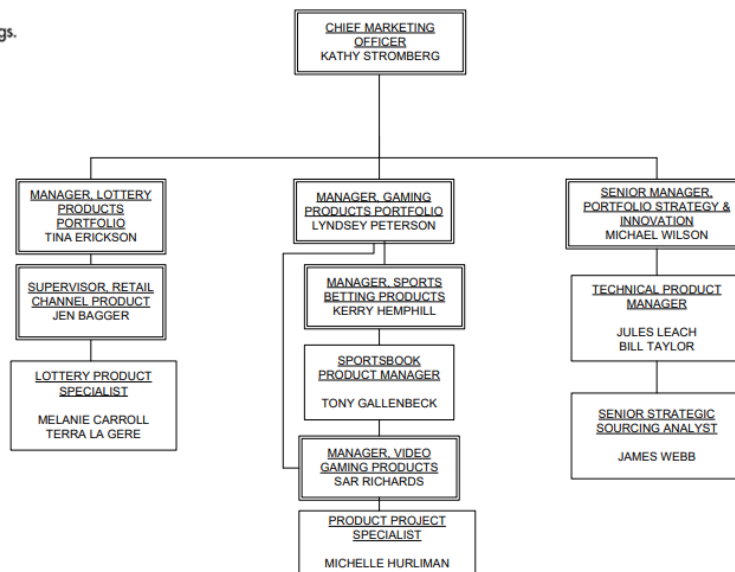 gs.
CHIEF MARKETING
OFFICER
KATHY STROMBERG
MANAGER, LOTTERY
PRODUCTS
PORTFOLIO
TINA ERICKSON
SUPERVISOR, RETAIL
CHANNEL PRODUCT
JEN BAGGER
LOTTERY PRODUCT
SPECIALIST
MELANIE CARROLL
TERRA LA GERE
MANAGER, GAMING
PRODUCTS PORTFOLIO
LYNDSEY PETERSON
MANAGER, SPORTS
BETTING PRODUCTS
KERRY HEMPHILL
SPORTSBOOK
PRODUCT MANAGER
TONY GALLENBECK
MANAGER, VIDEO
GAMING PRODUCTS
SAR RICHARDS
PRODUCT PROJECT
SPECIALIST
MICHELLE HURLIMAN
SENIOR MANAGER,
PORTFOLIO STRATEGY &
INNOVATION
MICHAEL WILSON
TECHNICAL PRODUCT
MANAGER
JULES LEACH
BILL TAYLOR
SENIOR STRATEGIC
SOURCING ANALYST
JAMES WEBB